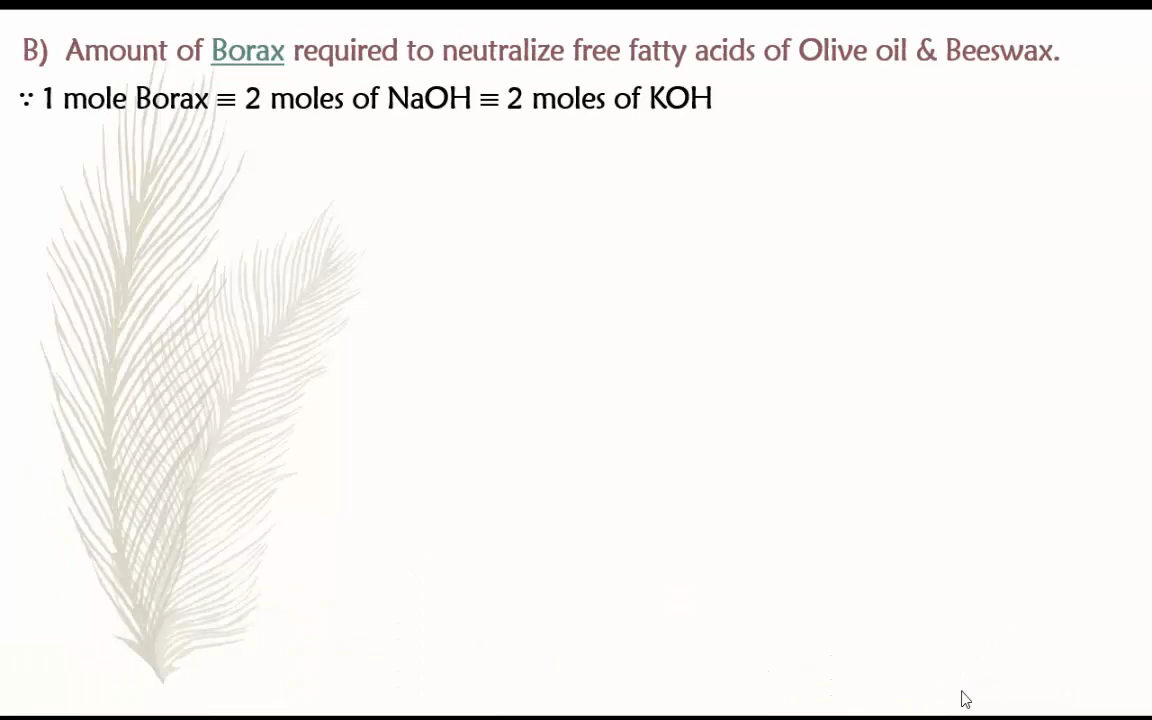 B) Amount of Borax required to neutralize free fatty acids of Olive oil & Beeswax.
∵ 1 mole Borax ≡ 2 moles of NaOH ≡ 2 moles of KOH